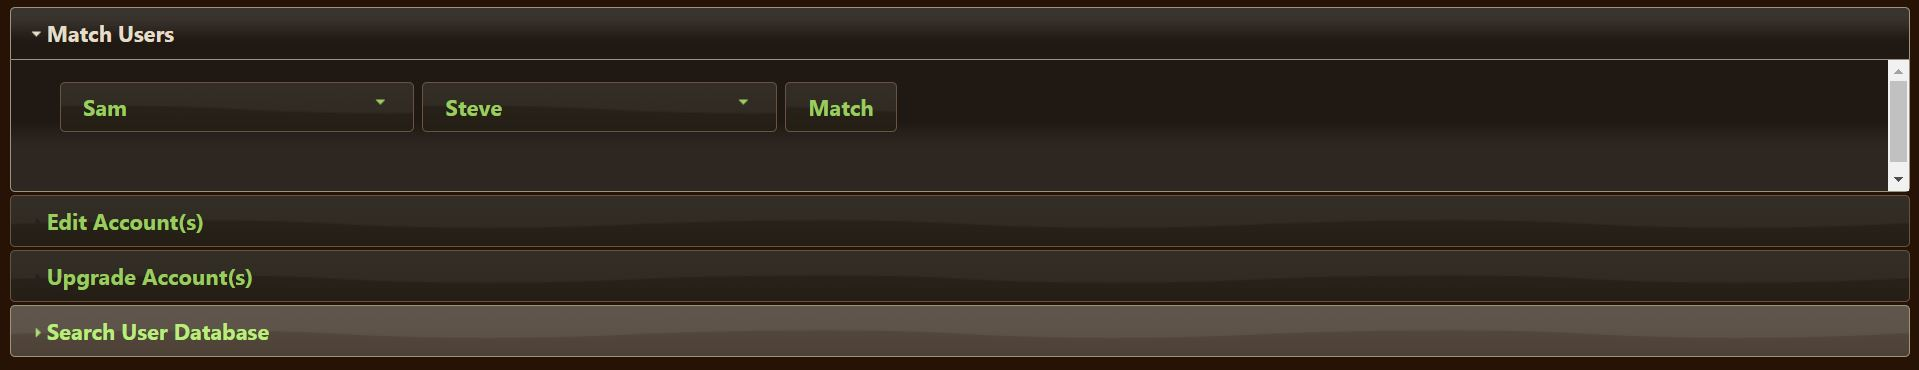 Match Users
Sam Steve Match
Edit Account(s)
Upgrade Account(s)
Search User Database